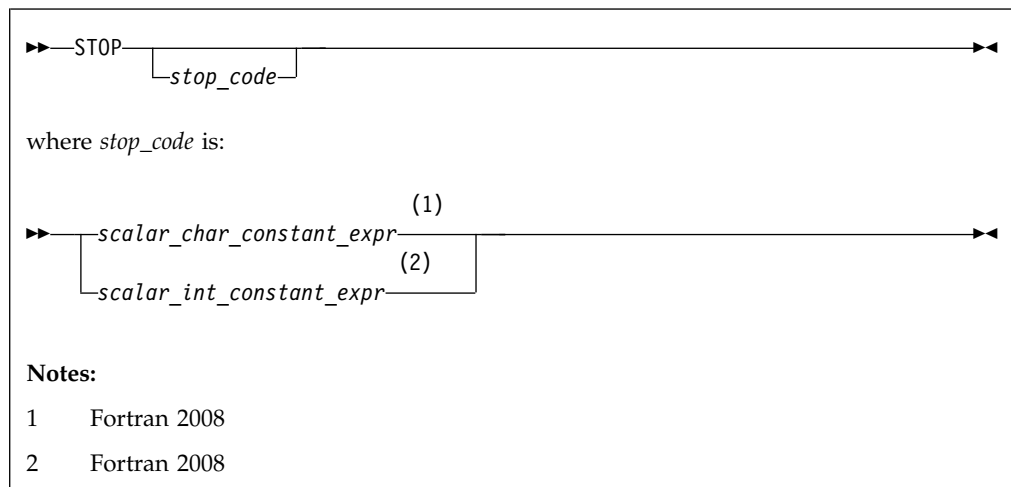 STOP
stop_code
where stop_code is:
(1)
scalar_char_constant_expr
(2)
scalar_int_constant_expr
Notes:
1 Fortran 2008
2 Fortran 2008